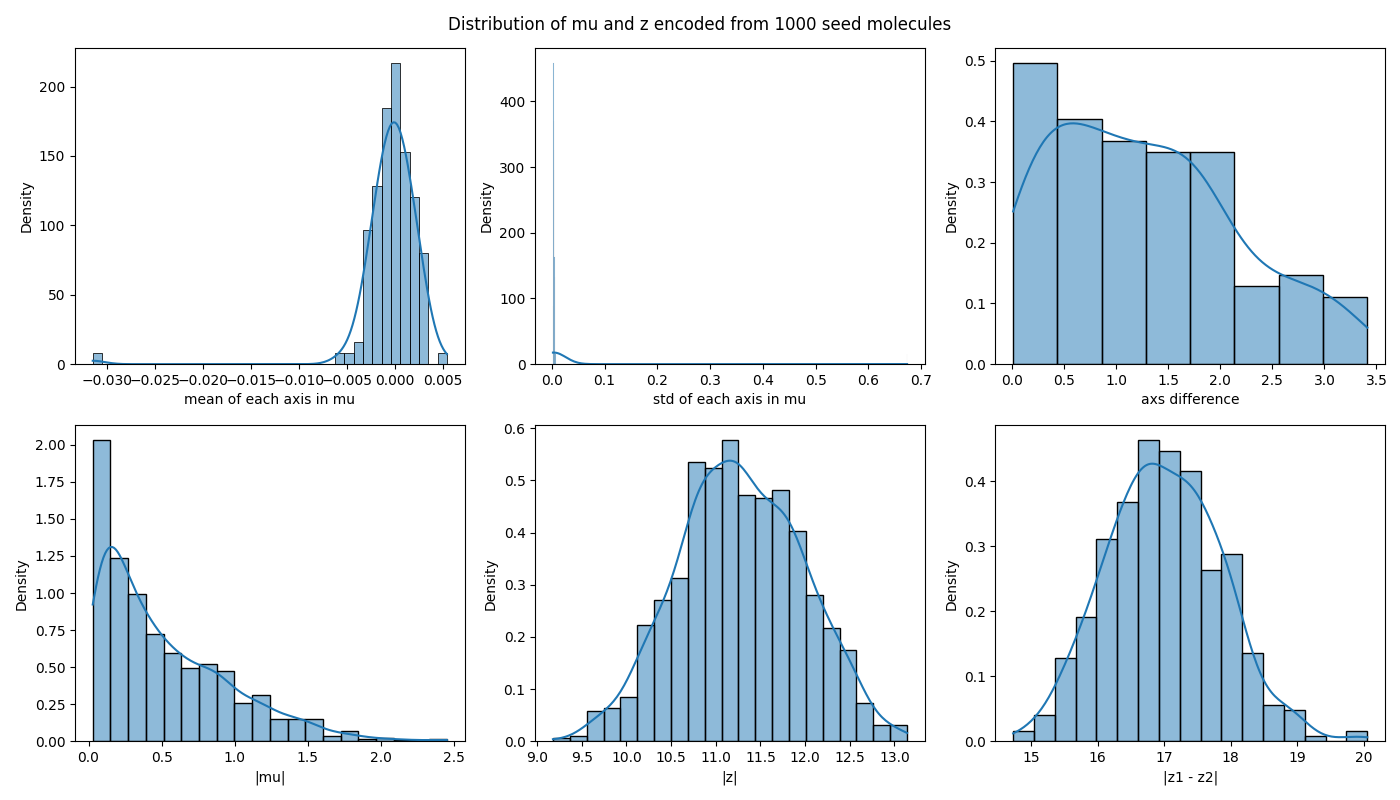 Distribution of mu and z encoded from 1000 seed molecules
Density
200
150
100
50
0
−0.030 −0.025 −0.020 −0.015 −0.010 −0.005 0.000 0.005
mean of each axis in mu
Density
400
300
200
100
0
0.0 0.1 0.2 0.3 0.4 0.5 0.6 0.7
std of each axis in mu
Density
0.5
0.4
0.3
0.2
0.1
0.0
0.0 0.5 1.0 1.5 2.0 2.5 3.0 3.5
axs difference
Density
2.00
1.75
1.50
1.25
1.00
0.75
0.50
0.25
0.00
0.0 0.5 1.0 1.5 2.0 2.5
|mu|
Density
0.6
0.5
0.4
0.3
0.2
0.1
0.0
9.0 9.5 10.0 10.5 11.0 11.5 12.0 12.5 13.0
|z|
Density
0.4
0.3
0.2
0.1
0.0
15 16 17 18 19 20
|z1 - z2|